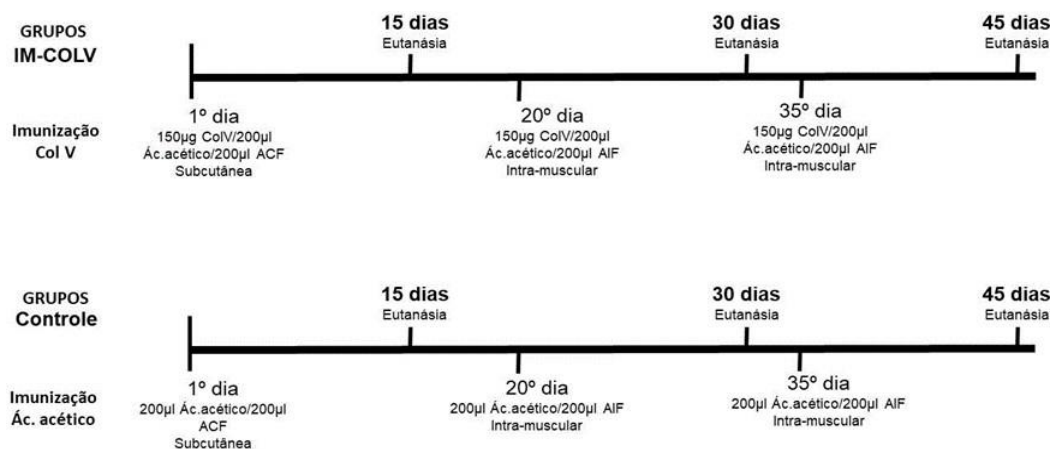 GRUPOS
IM-COLV
15 dias
Eutanásia
30 dias
Eutanásia
45 dias
Eutanásia
Imunização
Col V
1º dia
150µg ColV/200µl
Ác.acético/200µl ACF
Subcutânea
20º dia
150µg ColV/200µl
Ác.acético/200µl AIF
Intra-muscular
35º dia
150µg ColV/200µl
Ác.acético/200µl AIF
Intra-muscular
GRUPOS
Controle
15 dias
Eutanásia
30 dias
Eutanásia
45 dias
Eutanásia
Imunização
Ác. acético
1º dia
200µl Ác.acético/200µl
ACF
Subcutânea
20º dia
200µl Ác.acético/200µl AIF
Intra-muscular
35º dia
200µl Ác.acético/200µl AIF
Intra-muscular